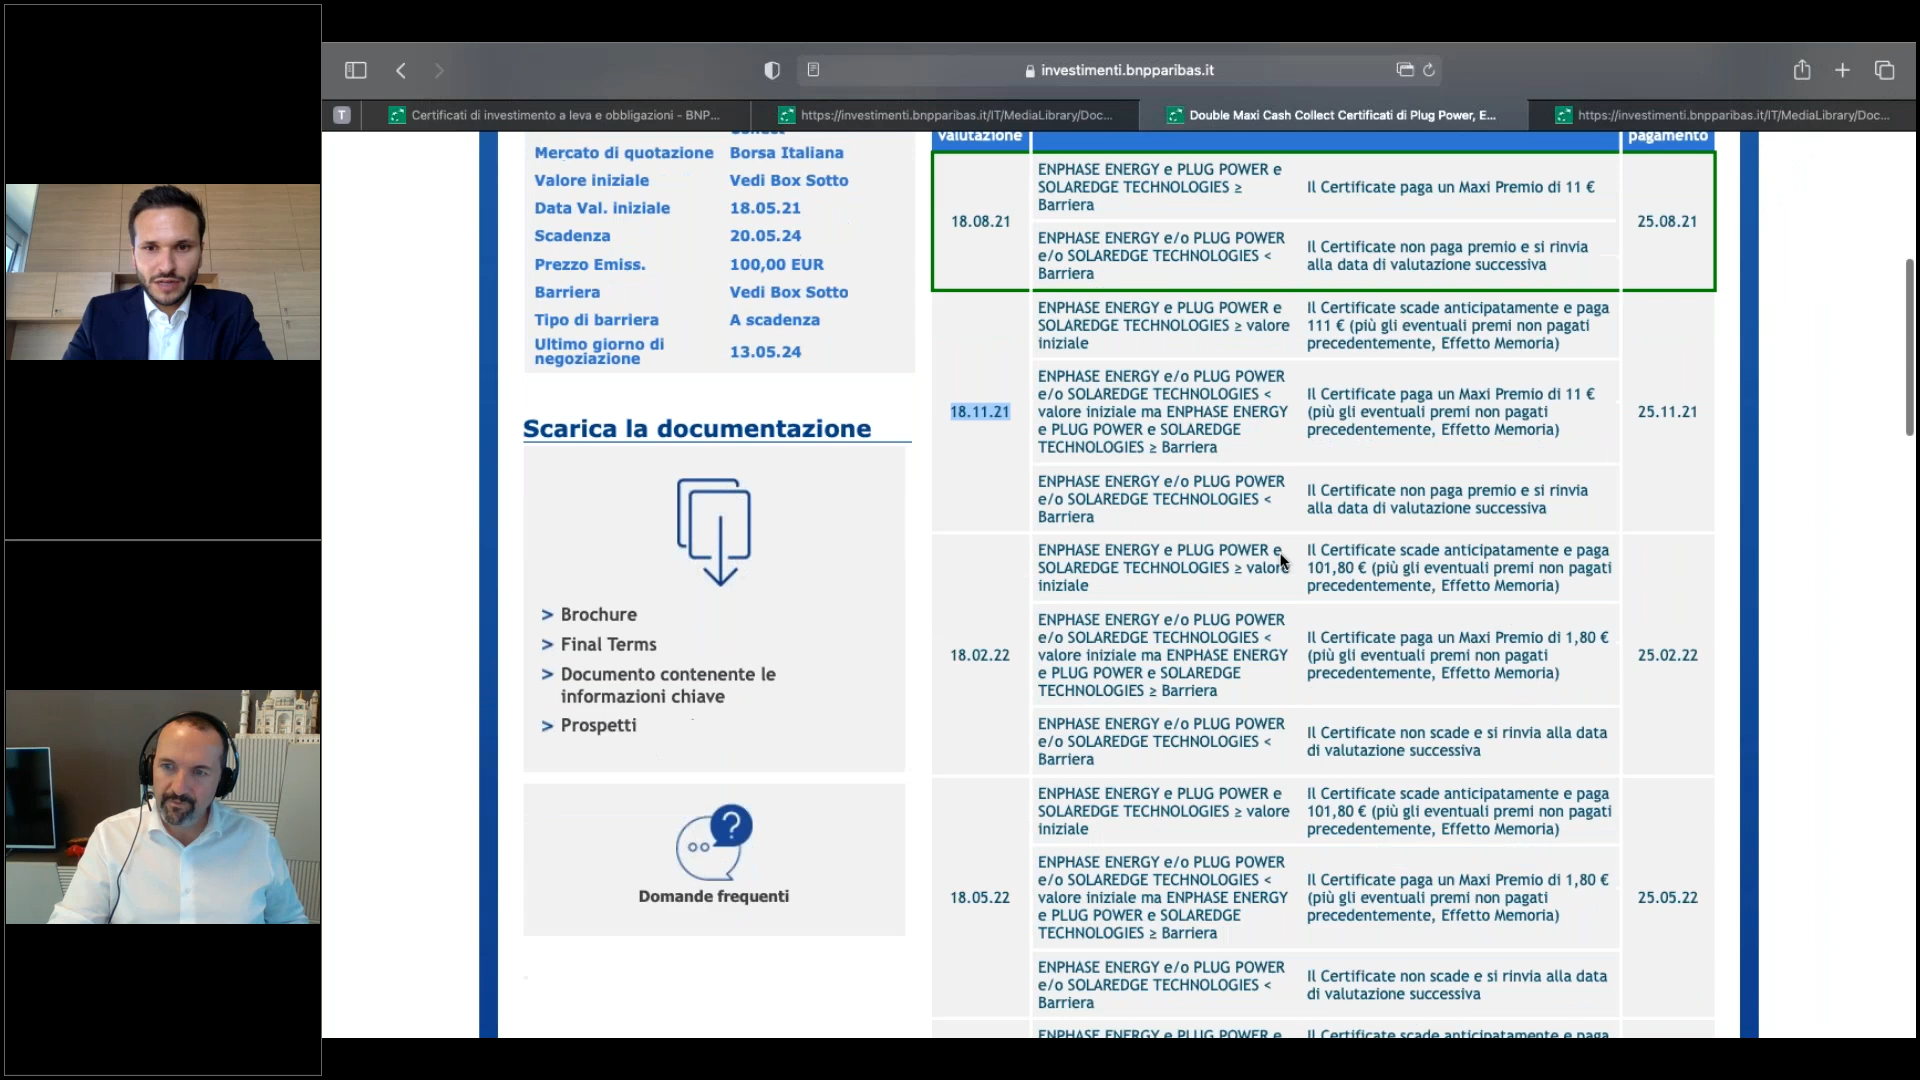 investimenti.bnpparibas.it
T
Certificati di investimento a leva e obbligazioni - BNP...
https://investimenti.bnpparibas.it/IT/MediaLibrary/Doc...
Double Maxi Cash Collect Certificati di Plug Power, E...
https://investimenti.bnpparibas.it/IT/MediaLibrary/Doc...
Mercato di quotazione Borsa Italiana
Valore iniziale Vedi Box Sotto
Data Val. iniziale 18.05.21
Scadenza 20.05.24
Prezzo Emiss. 100,00 EUR
Barriera Vedi Box Sotto
Tipo di barriera A scadenza
Ultimo giorno di
negoziazione
13.05.24
Scarica la documentazione
> Brochure
> Final Terms
> Documento contenente le
informazioni chiave
> Prospetti
?
Domande frequenti
valutazione
pagamento
18.08.21
ENPHASE ENERGY e PLUG POWER e
SOLAREDGE TECHNOLOGIES ≥
Barriera
Il Certificate paga un Maxi Premio di 11 €
ENPHASE ENERGY e/o PLUG POWER
e/o SOLAREDGE TECHNOLOGIES <
Barriera
Il Certificate non paga premio e si rinvia
alla data di valutazione successiva
25.08.21
18.11.21
ENPHASE ENERGY e PLUG POWER e
SOLAREDGE TECHNOLOGIES ≥ valore
iniziale
Il Certificate scade anticipatamente e paga
111 € (più gli eventuali premi non pagati
precedentemente, Effetto Memoria)
ENPHASE ENERGY e/o PLUG POWER
e/o SOLAREDGE TECHNOLOGIES <
valore iniziale ma ENPHASE ENERGY
e PLUG POWER e SOLAREDGE
TECHNOLOGIES ≥ Barriera
Il Certificate paga un Maxi Premio di 11 €
(più gli eventuali premi non pagati
precedentemente, Effetto Memoria)
ENPHASE ENERGY e/o PLUG POWER
e/o SOLAREDGE TECHNOLOGIES <
Barriera
Il Certificate non paga premio e si rinvia
alla data di valutazione successiva
25.11.21
18.02.22
ENPHASE ENERGY e PLUG POWER e
SOLAREDGE TECHNOLOGIES ≥ valore
iniziale
Il Certificate scade anticipatamente e paga
101,80 € (più gli eventuali premi non pagati
precedentemente, Effetto Memoria)
ENPHASE ENERGY e/o PLUG POWER
e/o SOLAREDGE TECHNOLOGIES <
valore iniziale ma ENPHASE ENERGY
e PLUG POWER e SOLAREDGE
TECHNOLOGIES ≥ Barriera
Il Certificate paga un Maxi Premio di 1,80 €
(più gli eventuali premi non pagati
precedentemente, Effetto Memoria)
ENPHASE ENERGY e/o PLUG POWER
e/o SOLAREDGE TECHNOLOGIES <
Barriera
Il Certificate non scade e si rinvia alla data
di valutazione successiva
25.02.22
18.05.22
ENPHASE ENERGY e PLUG POWER e
SOLAREDGE TECHNOLOGIES ≥ valore
iniziale
Il Certificate scade anticipatamente e paga
101,80 € (più gli eventuali premi non pagati
precedentemente, Effetto Memoria)
ENPHASE ENERGY e/o PLUG POWER
e/o SOLAREDGE TECHNOLOGIES <
valore iniziale ma ENPHASE ENERGY
e PLUG POWER e SOLAREDGE
TECHNOLOGIES ≥ Barriera
Il Certificate paga un Maxi Premio di 1,80 €
(più gli eventuali premi non pagati
precedentemente, Effetto Memoria)
ENPHASE ENERGY e/o PLUG POWER
e/o SOLAREDGE TECHNOLOGIES <
Barriera
Il Certificate non scade e si rinvia alla data
di valutazione successiva
25.05.22
ENPHASE ENERGY e PLUG POWER e
Il Certificate scade anticipatamente e paga